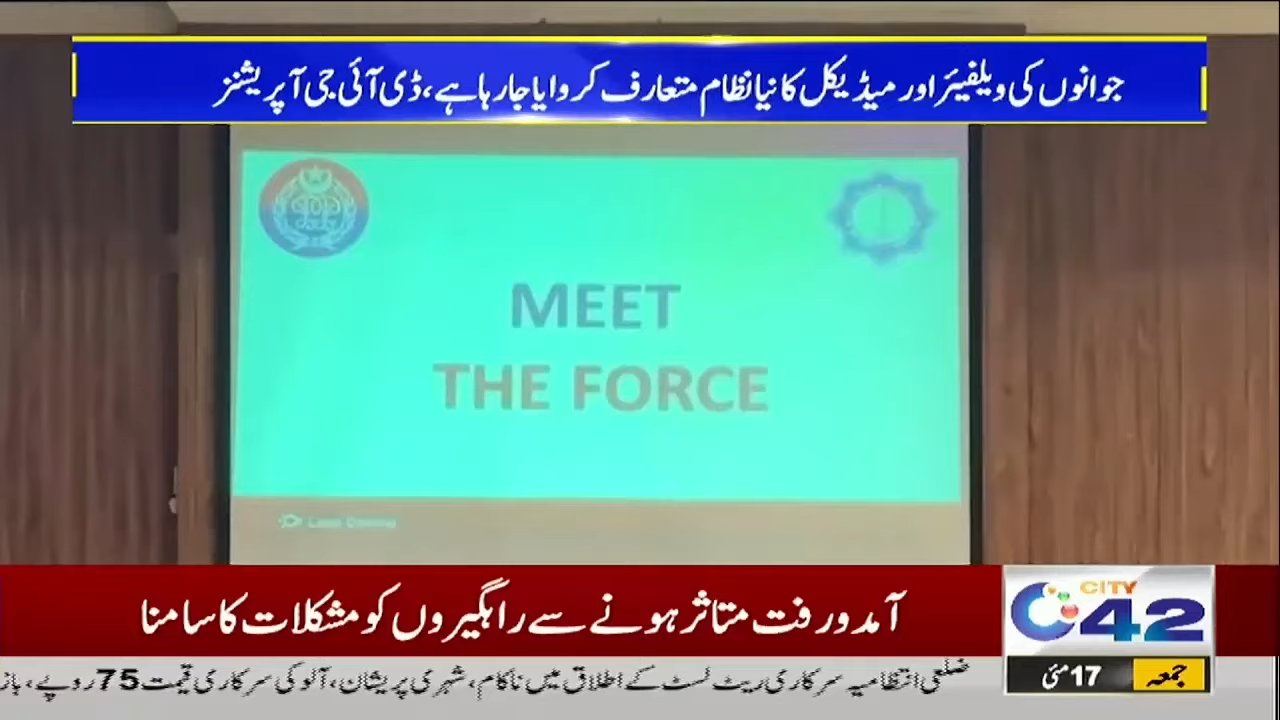 جوانوں کی ویلفیئر اور میڈیکل کا نیا نظام متعارف کروایا جا رہا ہے، ڈی آئی جی آپریشنز
MEET
THE FORCE
آمدورفت متاثر ہونے سے راہگیروں کو مشکلات کا سامنا
CITY
42
ضلعی انتظامیہ سرکاری ریٹ لسٹ کے اطلاق میں ناکام، شہری پریشان، آلو کی سرکاری قیمت 75 روپے،
جمعہ
17 مئی